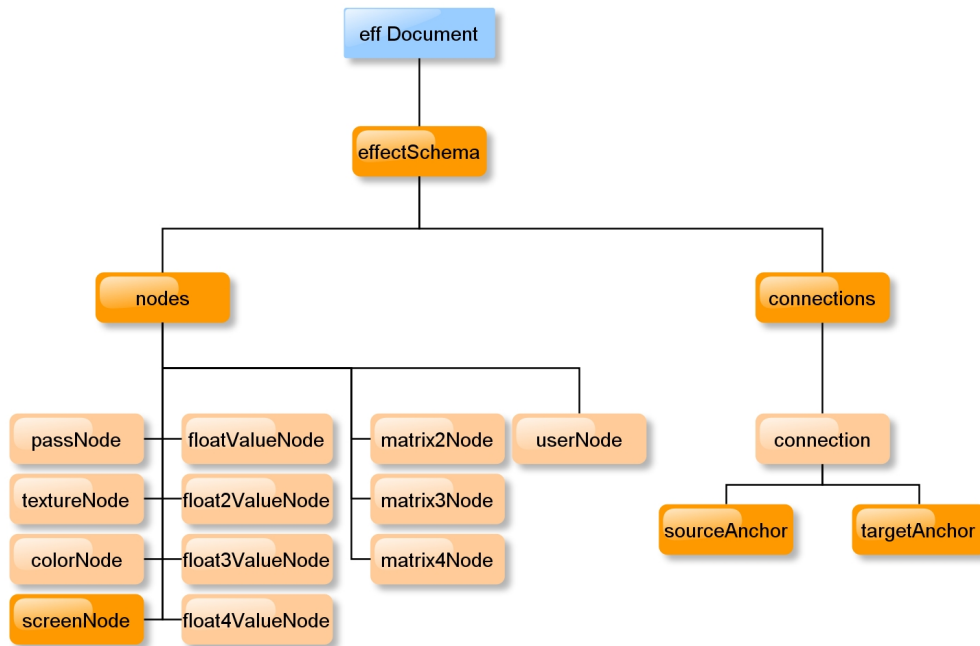 eff Document
effectSchema
nodes
connections
passNode
floatValueNode
matrix2Node
userNode
connection
textureNode
float2ValueNode
matrix3Node
sourceAnchor
targetAnchor
colorNode
float3ValueNode
matrix4Node
screenNode
float4ValueNode